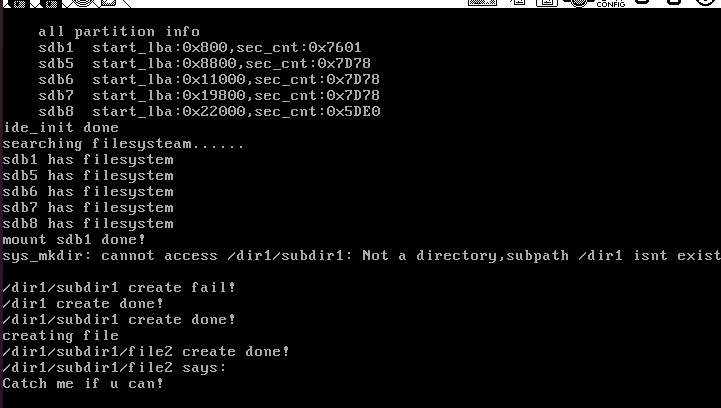 CONFIG
all partition info
sdb1 start_lba:0x800,sec_cnt:0x7601
sdb5 start_lba:0x8800,sec_cnt:0x7D78
sdb6 start_lba:0x11000,sec_cnt:0x7D78
sdb7 start_lba:0x19800,sec_cnt:0x7D78
sdb8 start_lba:0x22000,sec_cnt:0x5DE0
ide_init done
searching filesysteam......
sdb1 has filesystem
sdb5 has filesystem
sdb6 has filesystem
sdb7 has filesystem
sdb8 has filesystem
mount sdb1 done!
sys_mkdir: cannot access /dir1/subdir1: Not a directory,subpath /dir1 isnt exist
/dir1/subdir1 create fail!
/dir1 create done!
/dir1/subdir1 create done!
creating file
/dir1/subdir1/file2 create done!
/dir1/subdir1/file2 says:
Catch me if u can!